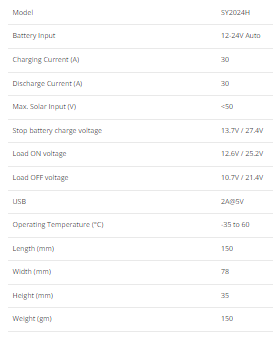 Model SY2024H
Battery Input 12-24V Auto
Charging Current (A) 30
Discharge Current (A) 30
Max. Solar Input (V) <50
Stop battery charge voltage 13.7V / 27.4V
Load ON voltage 12.6V / 25.2V
Load OFF voltage 10.7V / 21.4V
USB 2A@5V
Operating Temperature (°C) -35 to 60
Length (mm) 150
Width (mm) 78
Height (mm) 35
Weight (gm) 150